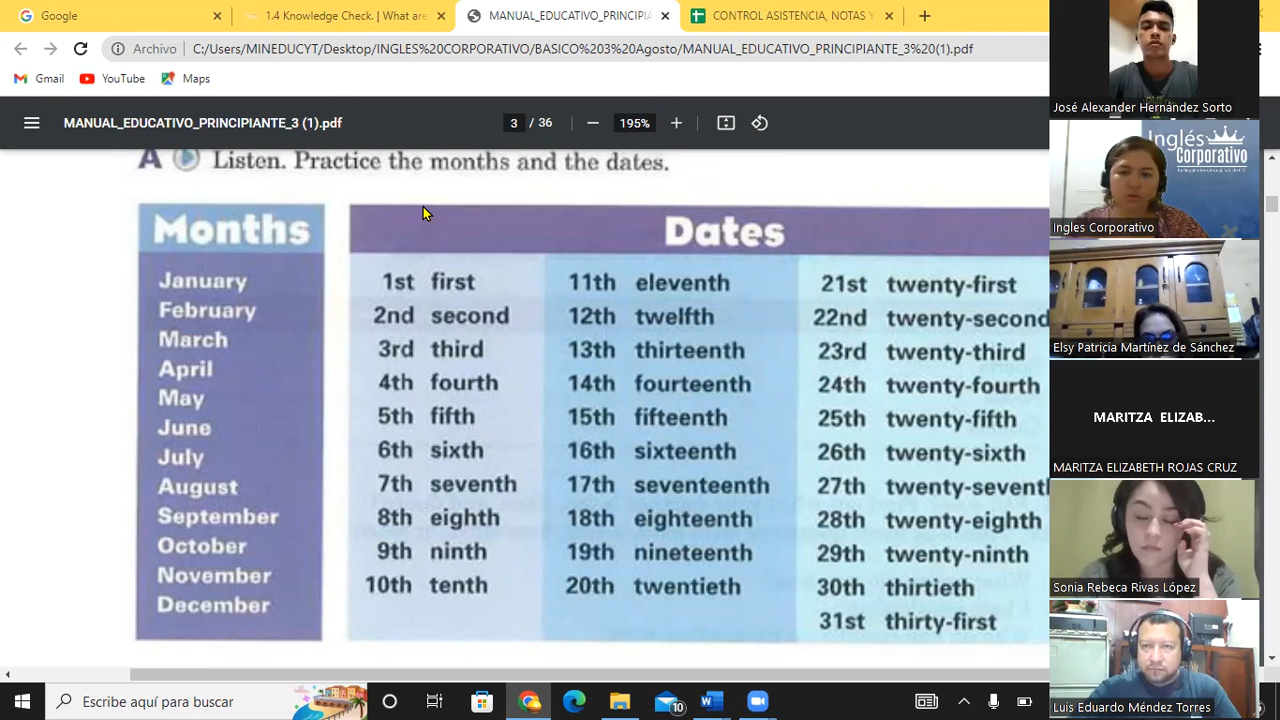 Google
1.4 Knowledge Check. | What are
MANUAL_EDUCATIVO_PRINCIPIA
CONTROL ASISTENCIA, NOTAS Y
Archivo
C:/Users/MINEDUCYT/Desktop/INGLES%20CORPORATIVO/BASICO%203%20Agosto/MANUAL_EDUCATIVO_PRINCIPIANTE_3%20(1).pdf
Gmail
YouTube
Maps
MANUAL_EDUCATIVO_PRINCIPIANTE_3 (1).pdf
3 / 36
195%
A Listen. Practice the months and the dates.
Months
January
February
March
April
May
June
July
August
September
October
November
December
Dates
1st first
2nd second
3rd third
4th fourth
5th fifth
6th sixth
7th seventh
8th eighth
9th ninth
10th tenth
11th eleventh
12th twelfth
13th thirteenth
14th fourteenth
15th fifteenth
16th sixteenth
17th seventeenth
18th eighteenth
19th nineteenth
20th twentieth
21st twenty-first
22nd twenty-second
23rd twenty-third
24th twenty-fourth
25th twenty-fifth
26th twenty-sixth
27th twenty-sevent
28th twenty-eighth
29th twenty-ninth
30th thirtieth
31st thirty-first
José Alexander Hernández Sorto
Inglés
Corporativo
Ingles Corporativo
Elsy Patricia Martínez de Sánchez
MARITZA ELIZAB...
MARITZA ELIZABETH ROJAS CRUZ
Sonia Rebeca Rivas López
Luis Eduardo Méndez Torres
Escribe aquí para buscar
10